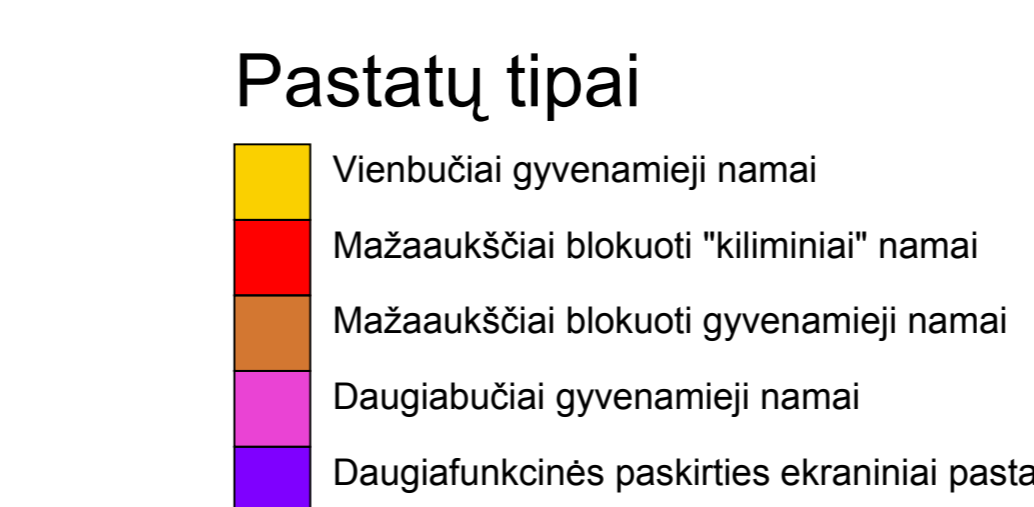 Pastatų tipai
Vienbučiai gyvenamieji namai
Mažaaukščiai blokuoti "kiliminiai" namai
Mažaaukščiai blokuoti gyvenamieji namai
Daugiabučiai gyvenamieji namai
Daugiafunkcinės paskirties ekraniniai